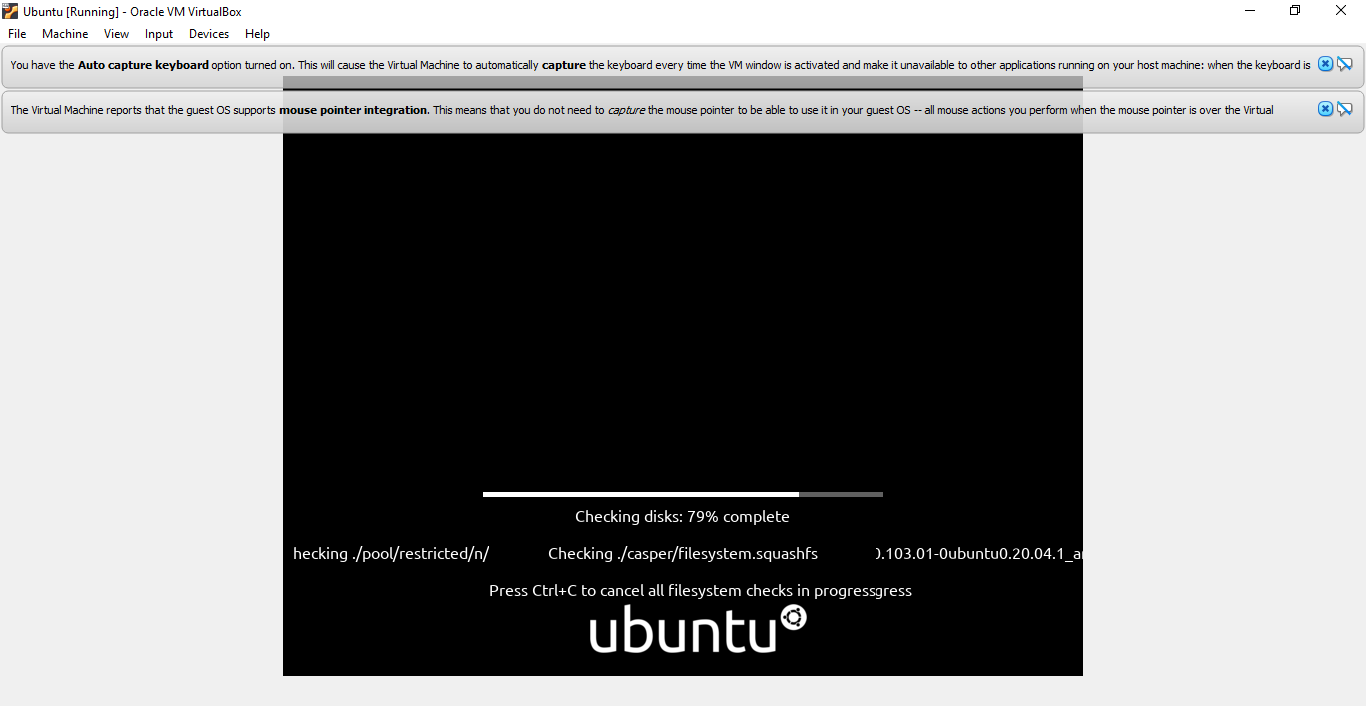 Ubuntu [Running] - Oracle VM VirtualBox
File Machine View Input Devices Help
You have the Auto capture keyboard option turned on. This will cause the Virtual Machine to automatically capture the keyboard every time the VM window is activated and make it unavailable to other applications running on your host machine: when the keyboard is
The Virtual Machine reports that the guest OS supports mouse pointer integration. This means that you do not need to capture the mouse pointer to be able to use it in your guest OS -- all mouse actions you perform when the mouse pointer is over the Virtual
Checking disks: 79% complete
hecking ./pool/restricted/n/ Checking ./casper/filesystem.squashfs 0.103.01-0ubuntu0.20.04.1_a
Press Ctrl+C to cancel all filesystem checks in progressgress
ubuntu